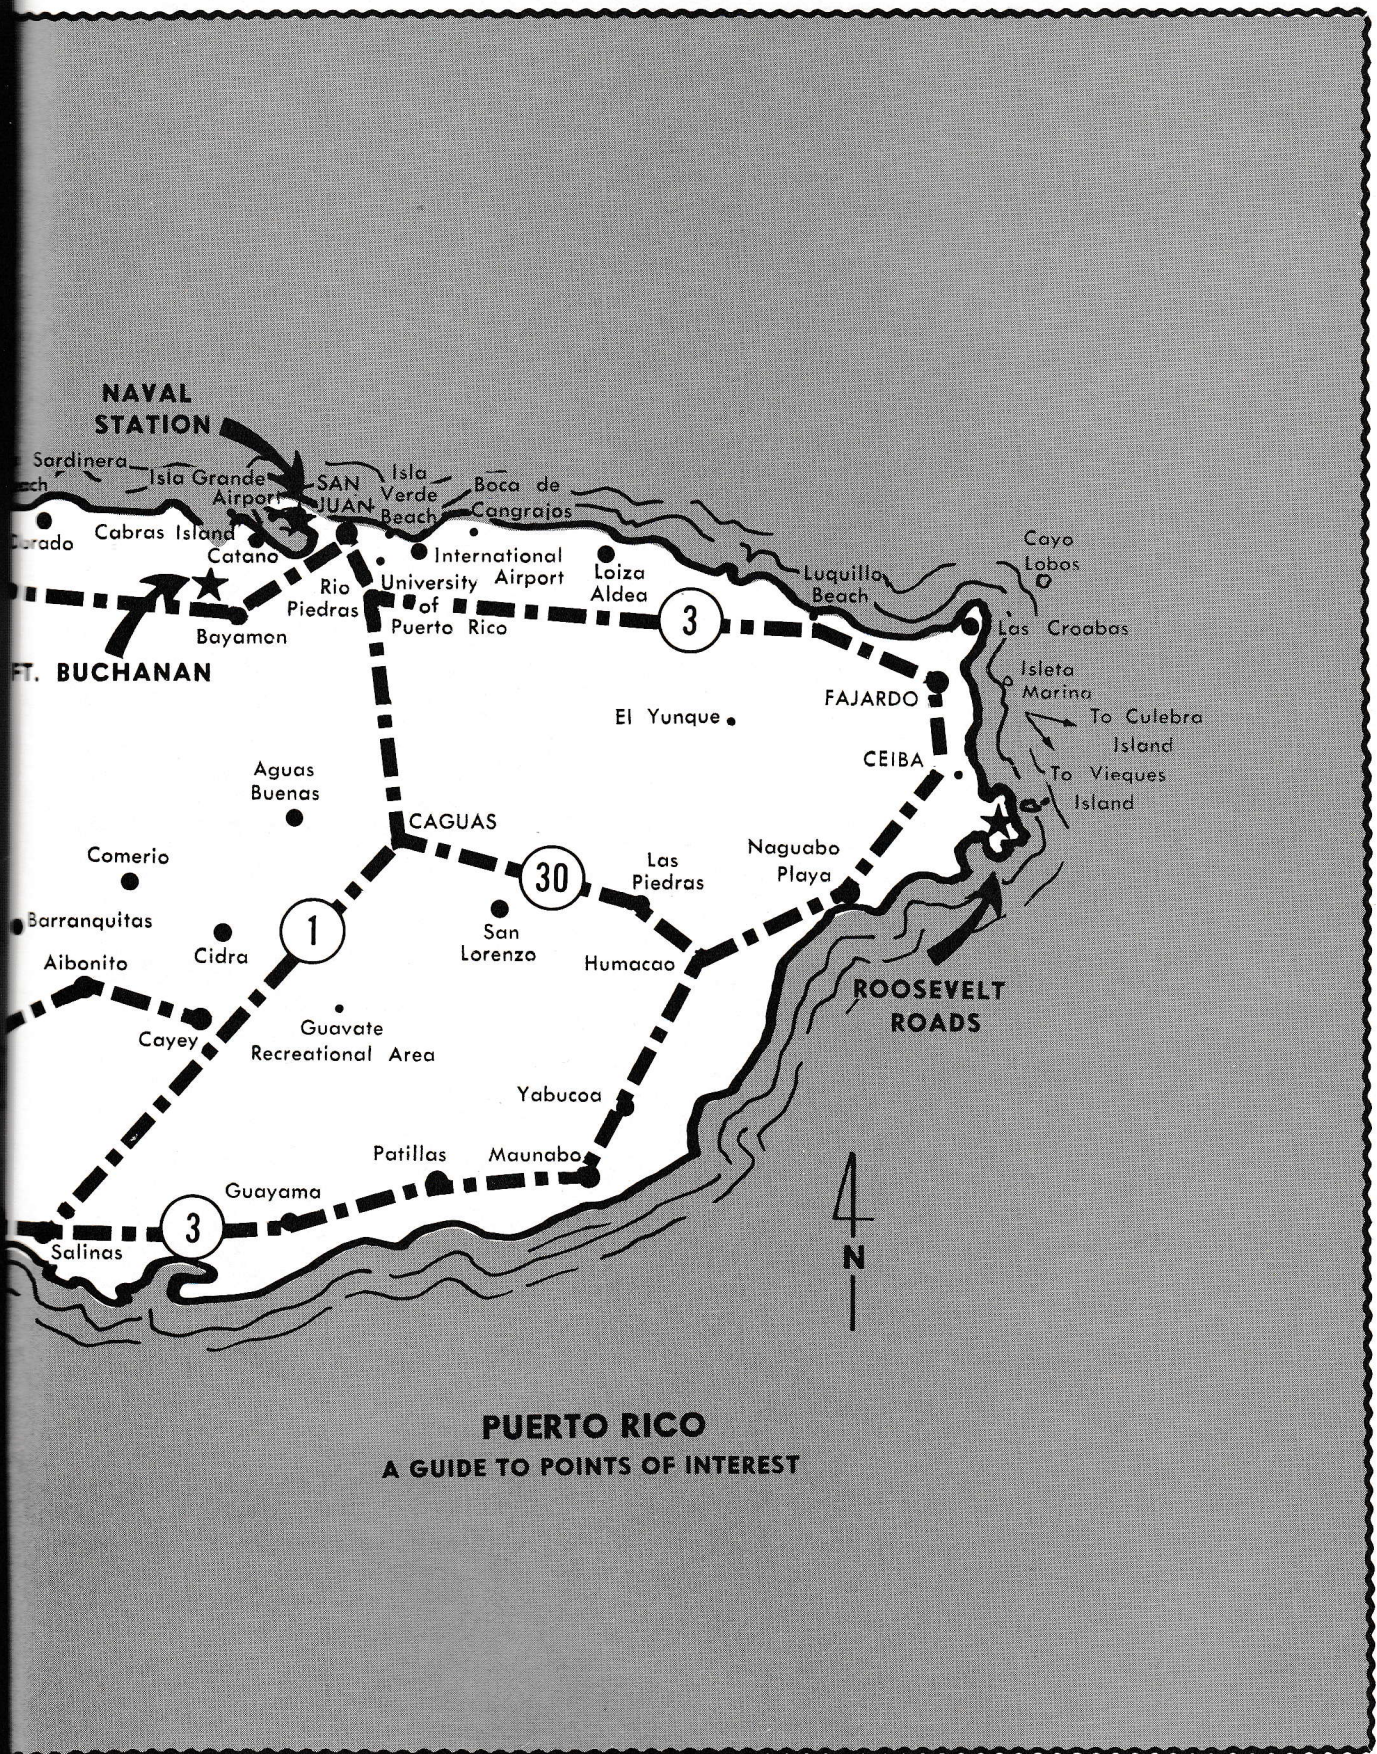 NAVAL
STATION
Sardinera
Isla Grande
Airport
SAN
JUAN
Isla
Verde
Beach
Boca de
Cangrajos
Cabras Island
Catano
International
Airport
Loiza
Aldea
Luquillo
Beach
Cayo
Lobos
Las Croabas
Rio
Piedras
University
of
Puerto Rico
3
Bayamon
FT. BUCHANAN
El Yunque
FAJARDO
Isleta
Marina
To Culebra
Island
CEIBA
To Vieques
Island
Aguas
Buenas
CAGUAS
Comerio
30
Las
Piedras
Naguabo
Playa
Barranquitas
1
Cidra
San
Lorenzo
Humacao
Aibonito
ROOSEVELT
ROADS
Cayey
Guavate
Recreational Area
Yabucoa
Patillas
Maunabo
Guayama
3
Salinas
N
PUERTO RICO
A GUIDE TO POINTS OF INTEREST